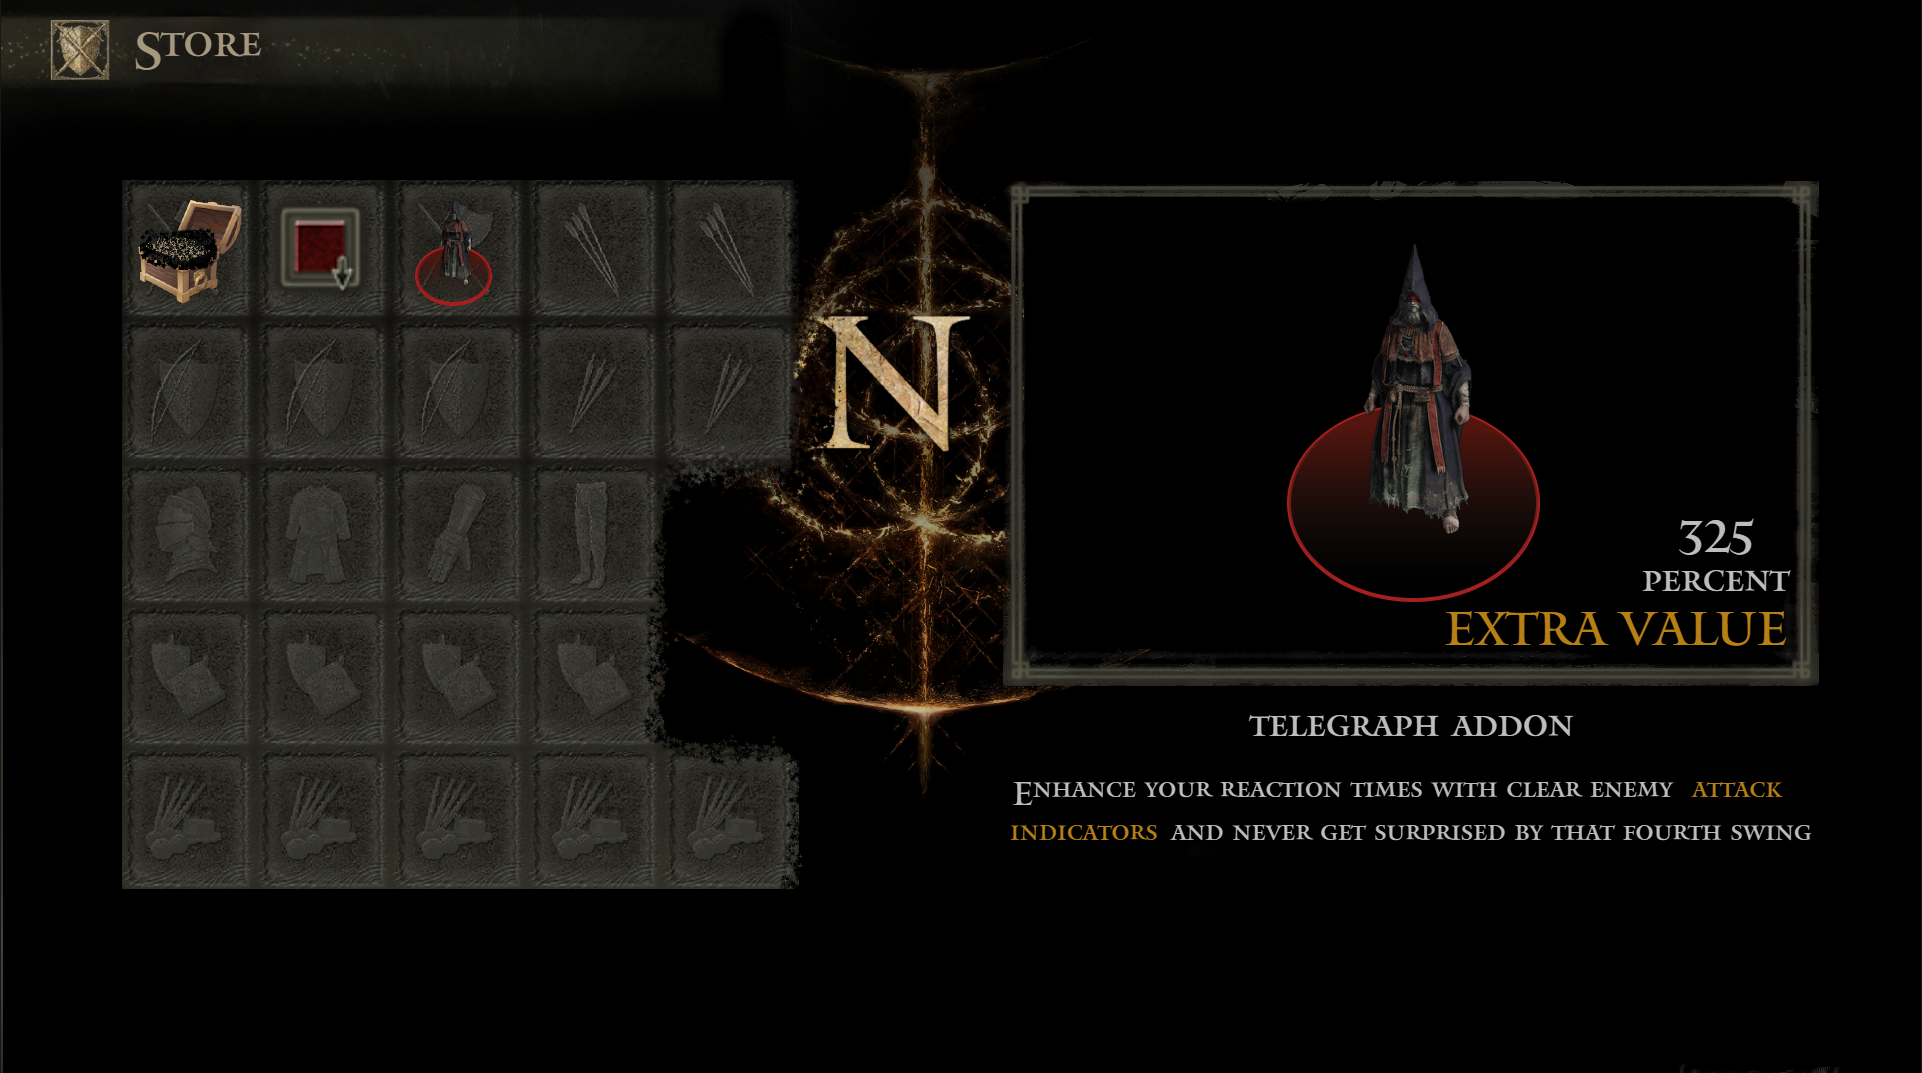 Store
N
325
PERCENT
EXTRA VALUE
TELEGRAPH ADDON
Enhance your reaction times with clear enemy attack
indicators and never get surprised by that fourth swing